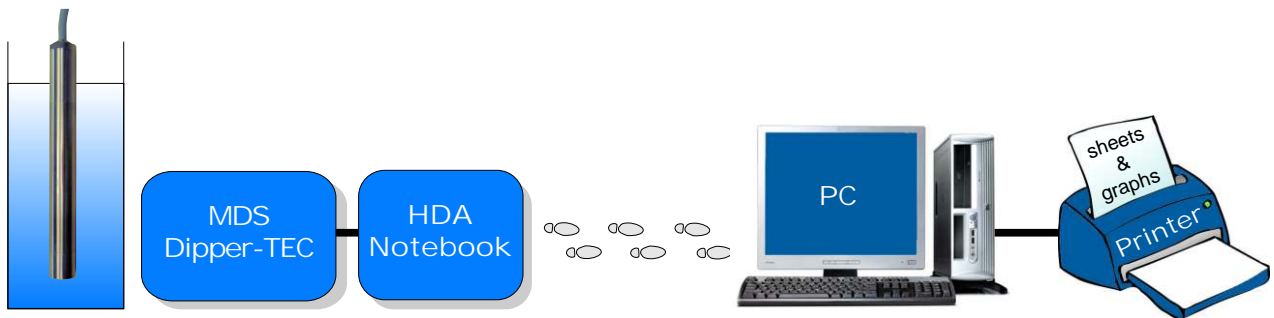 MDS
Dipper-TEC
HDA
Notebook
PC
sheets
&
graphs
Printer